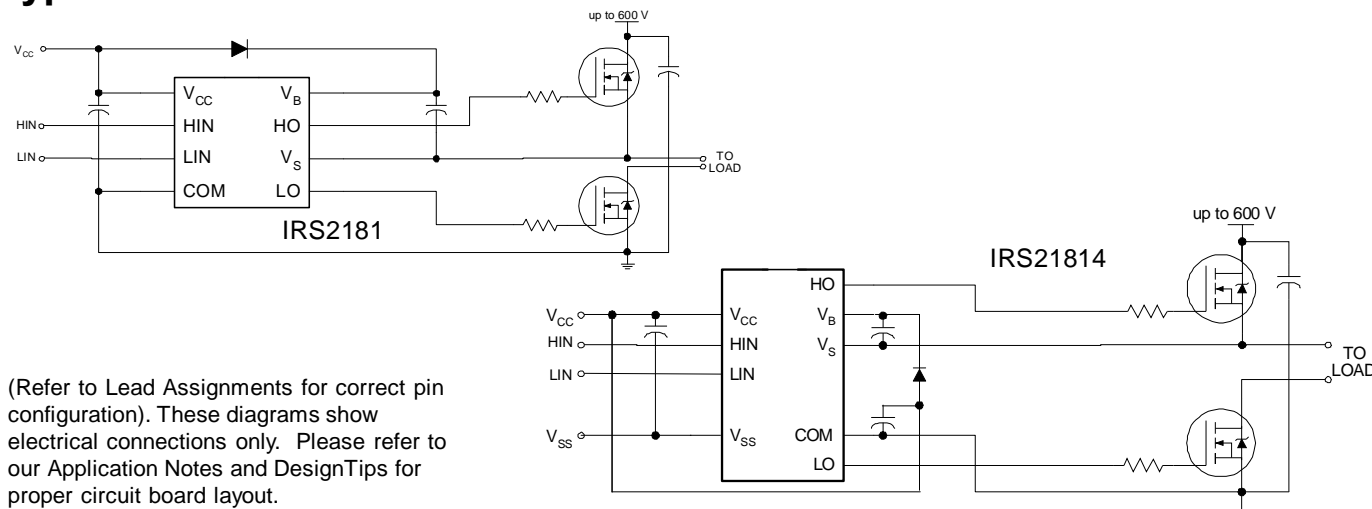 up to 600 V
VCC
VCC
VB
HIN
HIN
HO
LIN
LIN
VS
TO
LOAD
COM
LO
IRS2181
up to 600 V
IRS21814
HO
VCC
VCC
VB
HIN
HIN
VS
TO
LOAD
LIN
LIN
VSS
VSS
COM
LO
(Refer to Lead Assignments for correct pin
configuration). These diagrams show
electrical connections only. Please refer to
our Application Notes and DesignTips for
proper circuit board layout.